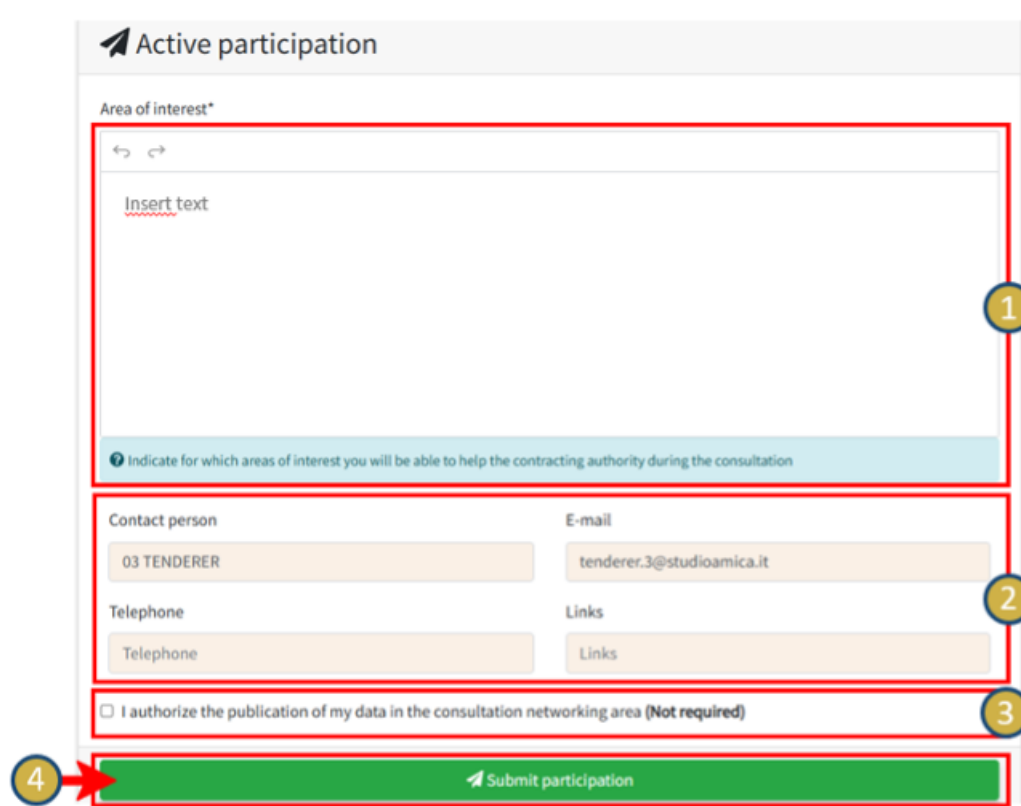 Active participation
Area of interest*
Insert text
1
Indicate for which areas of interest you will be able to help the contracting authority during the consultation
Contact person E-mail
03 TENDERER tenderer.3@studioamica.it
2
Telephone Links
Telephone Links
I authorize the publication of my data in the consultation networking area (Not required)
3
4 Submit participation